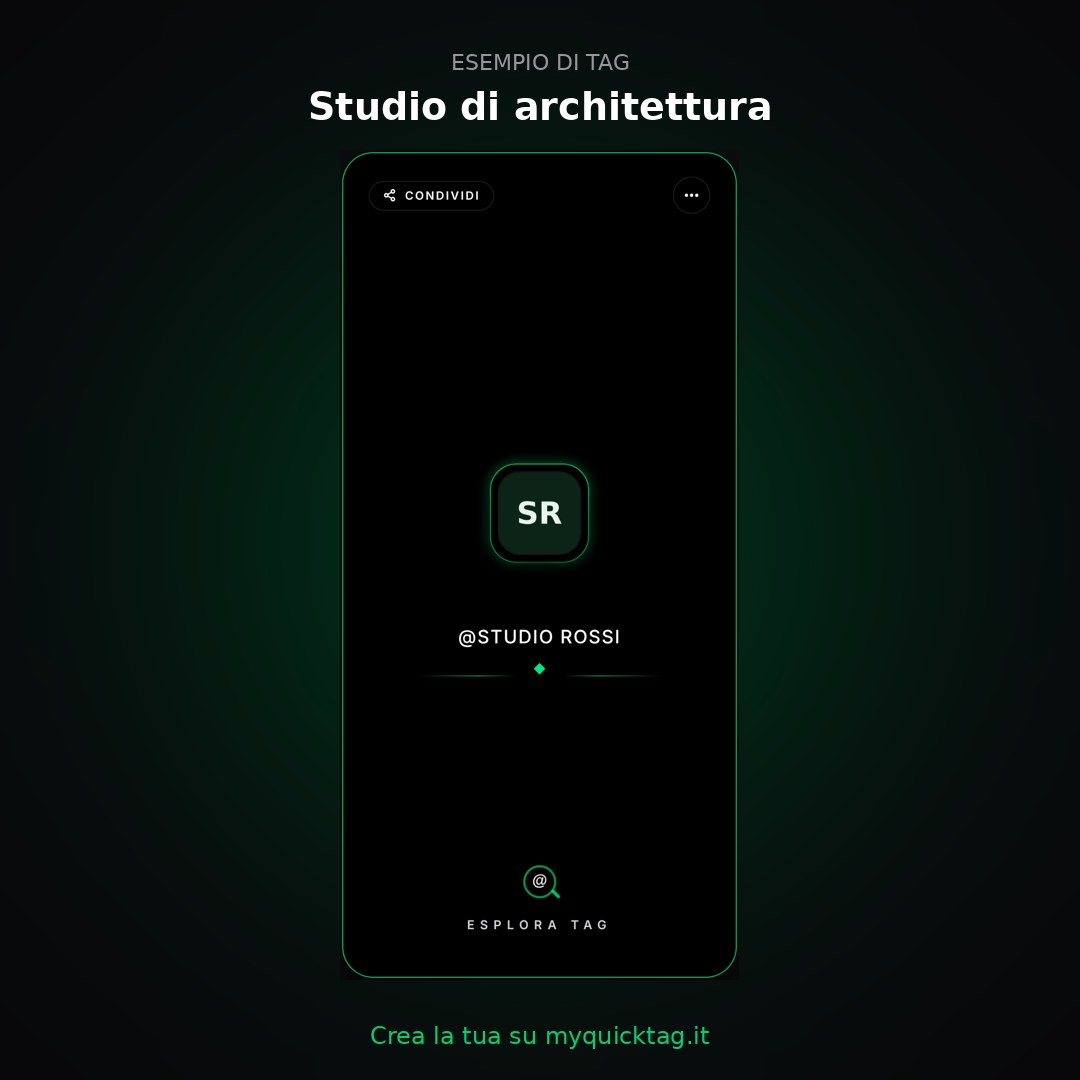 ESEMPIO DI TAG
Studio di architettura
CONDIVIDI
SR
@STUDIO ROSSI
@
ESPLORA TAG
Crea la tua su myquicktag.it